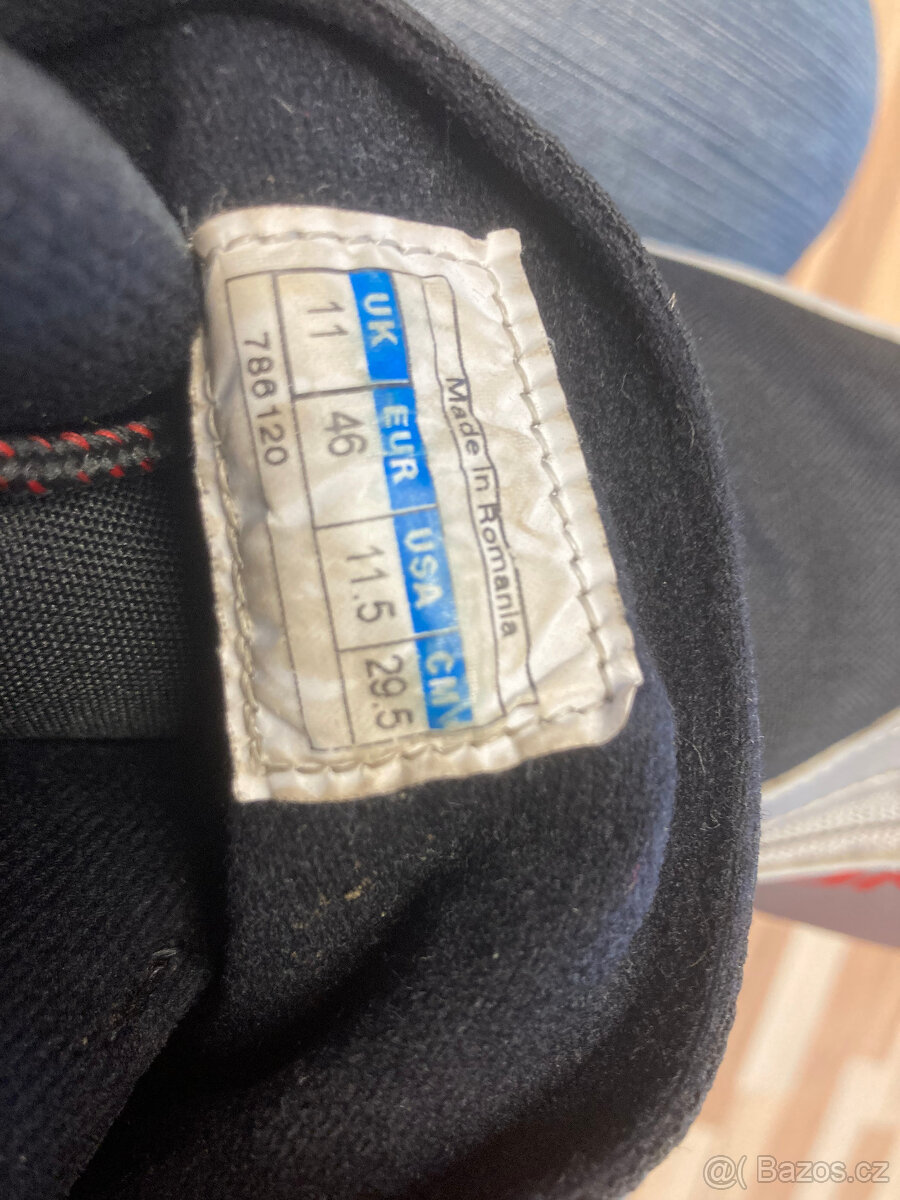 Made In Romania
UK EUR USA CM
11 46 11.5 29.5
786120
@( Bazos.cz